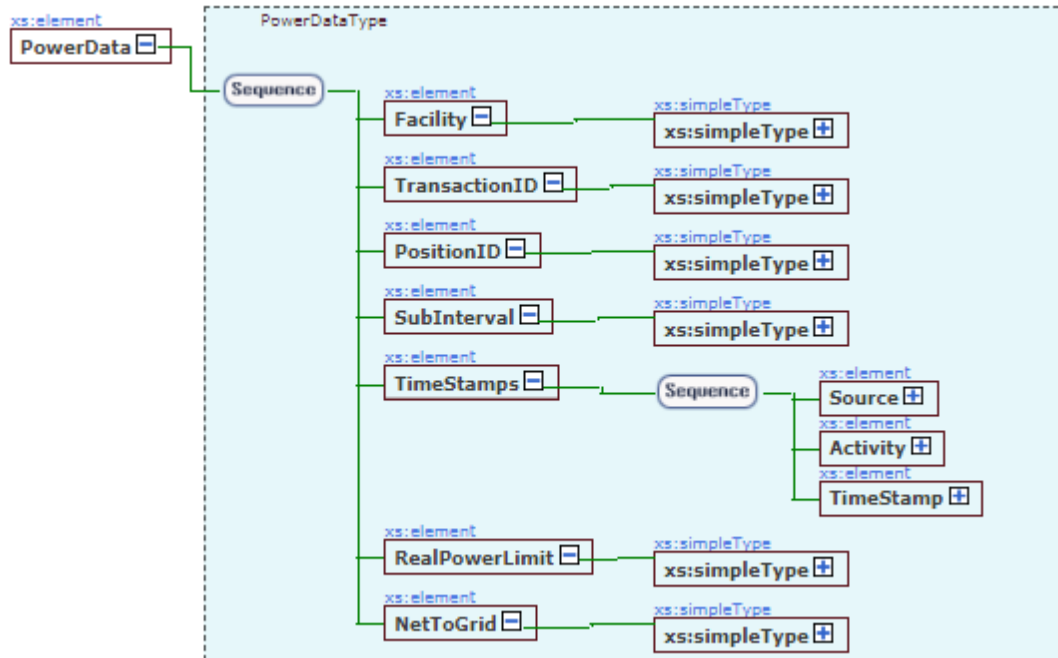 PowerDataType
xs:element
PowerData
Sequence
xs:element
Facility
xs:simpleType
xs:simpleType
xs:element
TransactionID
xs:simpleType
xs:simpleType
xs:element
PositionID
xs:simpleType
xs:simpleType
xs:element
SubInterval
xs:simpleType
xs:simpleType
xs:element
TimeStamps
Sequence
xs:element
Source
xs:element
Activity
xs:element
TimeStamp
xs:element
RealPowerLimit
xs:simpleType
xs:simpleType
xs:element
NetToGrid
xs:simpleType
xs:simpleType